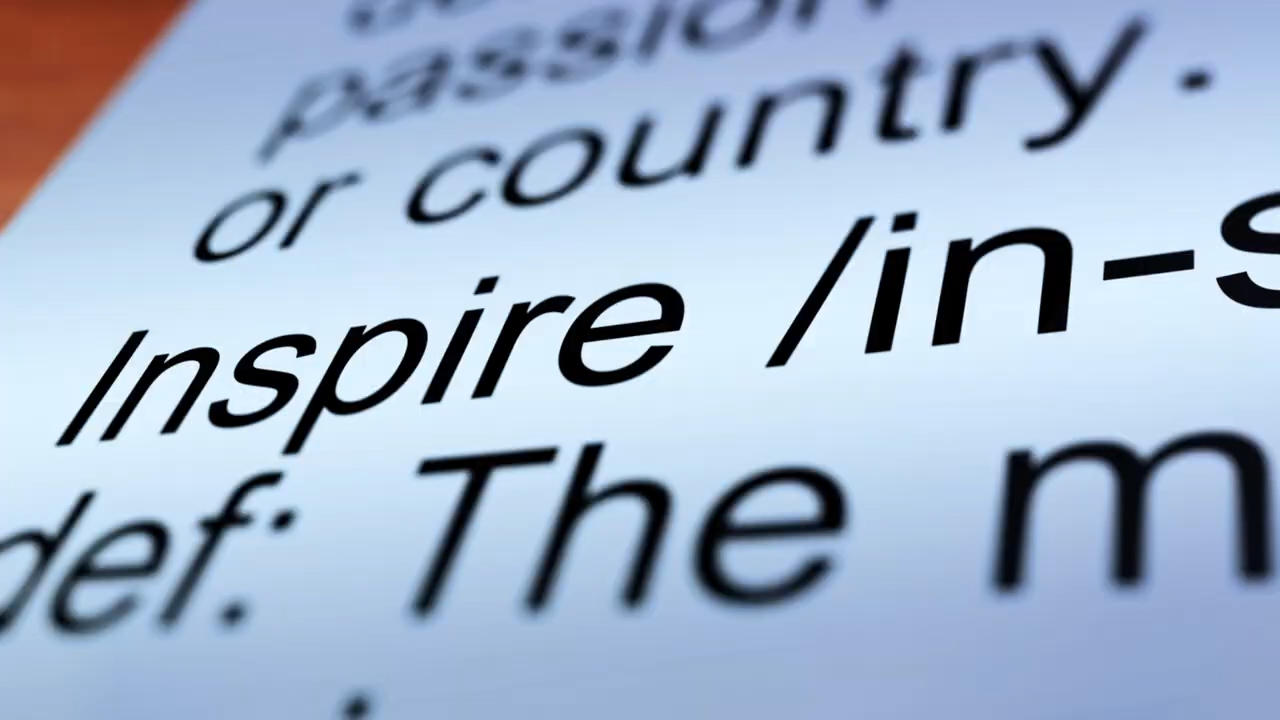 passion
or country.
Inspire /in-s
def: The m